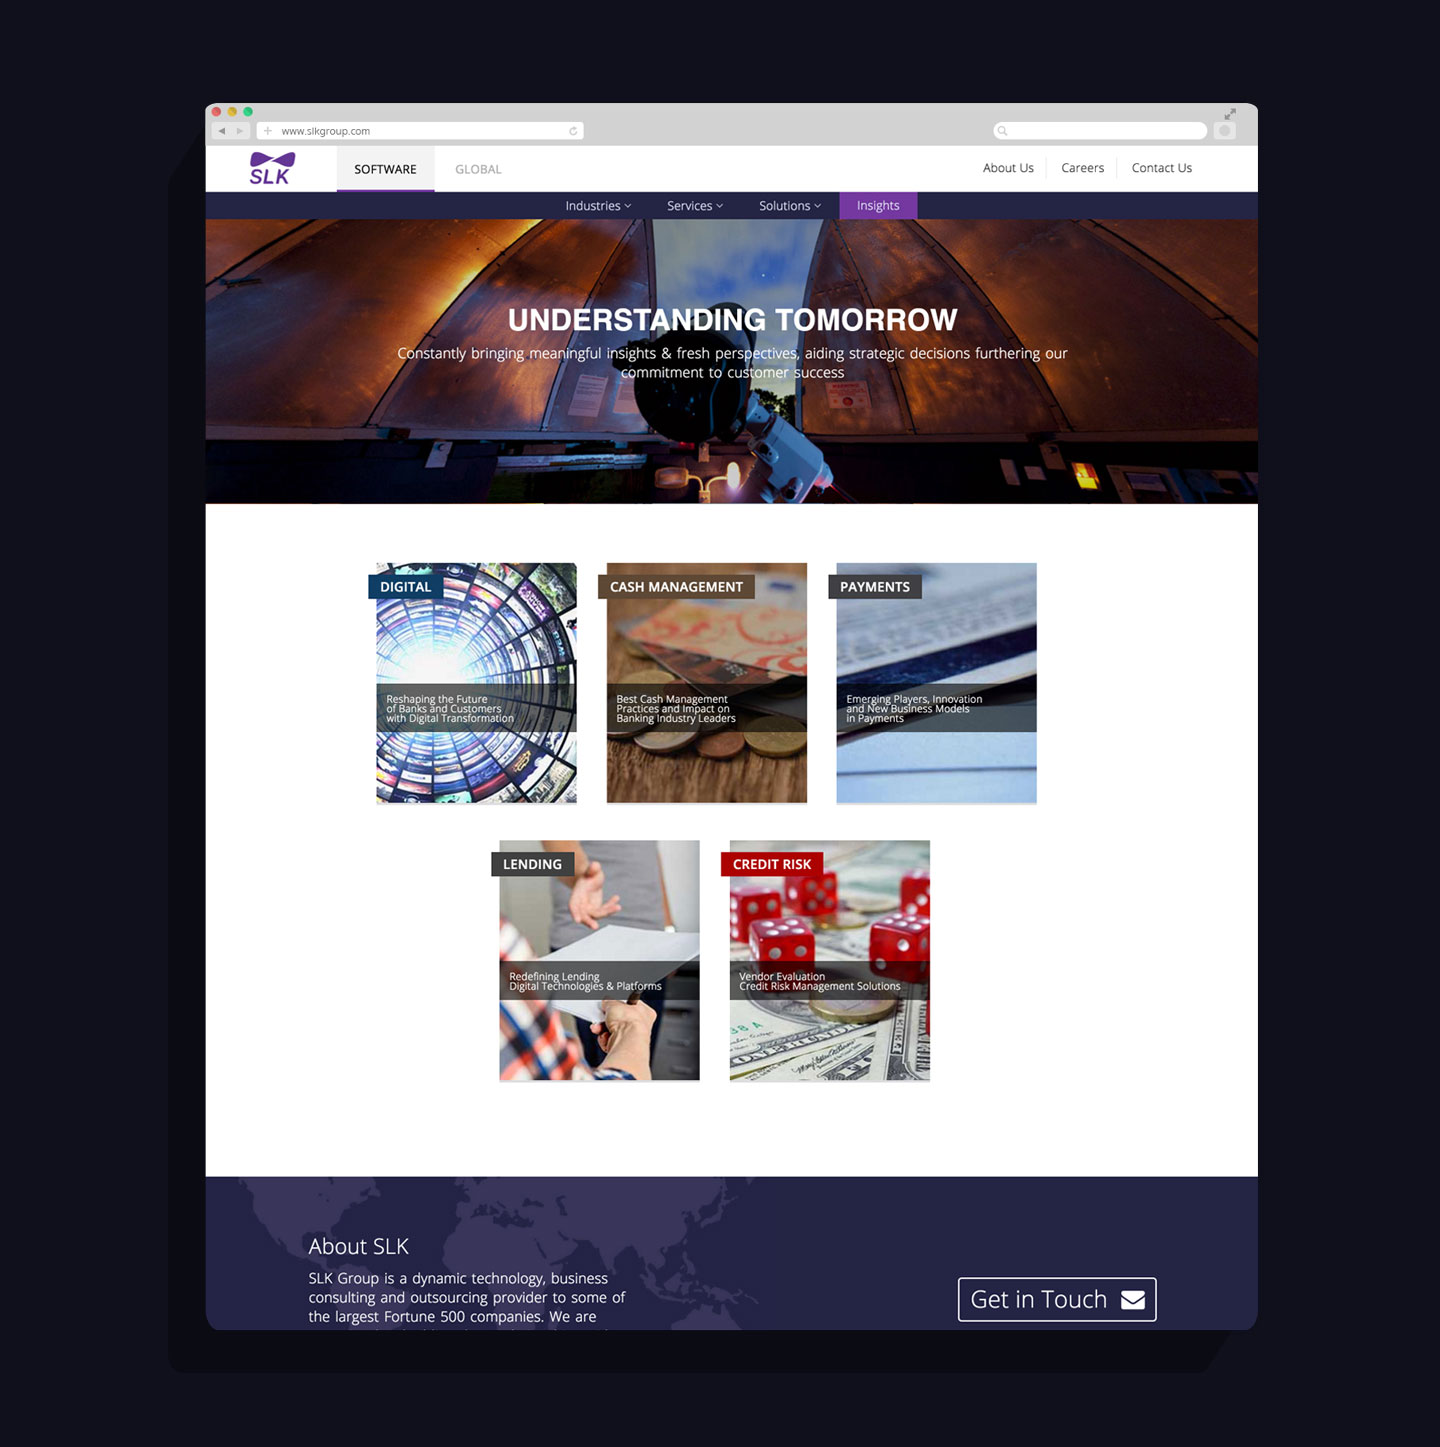 www.slkgroup.com
SLK
SOFTWARE
GLOBAL
About Us
Careers
Contact Us
Industries
Services
Solutions
Insights
UNDERSTANDING TOMORROW
Constantly bringing meaningful insights & fresh perspectives, aiding strategic decisions furthering our
commitment to customer success
DIGITAL
Reshaping the Future
of Banks and Customers
with Digital Transformation
CASH MANAGEMENT
Best Cash Management
Practices and Impact on
Banking Industry Leaders
PAYMENTS
Emerging Players, Innovation
and New Business Models
in Payments
LENDING
Redefining Lending
Digital Technologies & Platforms
CREDIT RISK
Vendor Evaluation
Credit Risk Management Solutions
About SLK
SLK Group is a dynamic technology, business
consulting and outsourcing provider to some of
the largest Fortune 500 companies. We are
Get in Touch